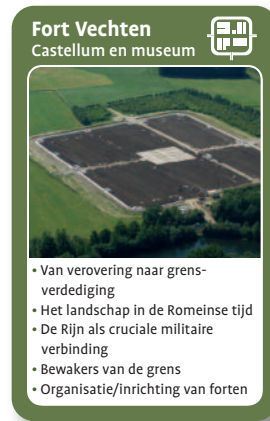 Fort Vechten
Castellum en museum
• Van verovering naar grens-
verdediging
• Het landschap in de Romeinse tijd
• De Rijn als cruciale militaire
verbinding
• Bewakers van de grens
• Organisatie/inrichting van forten